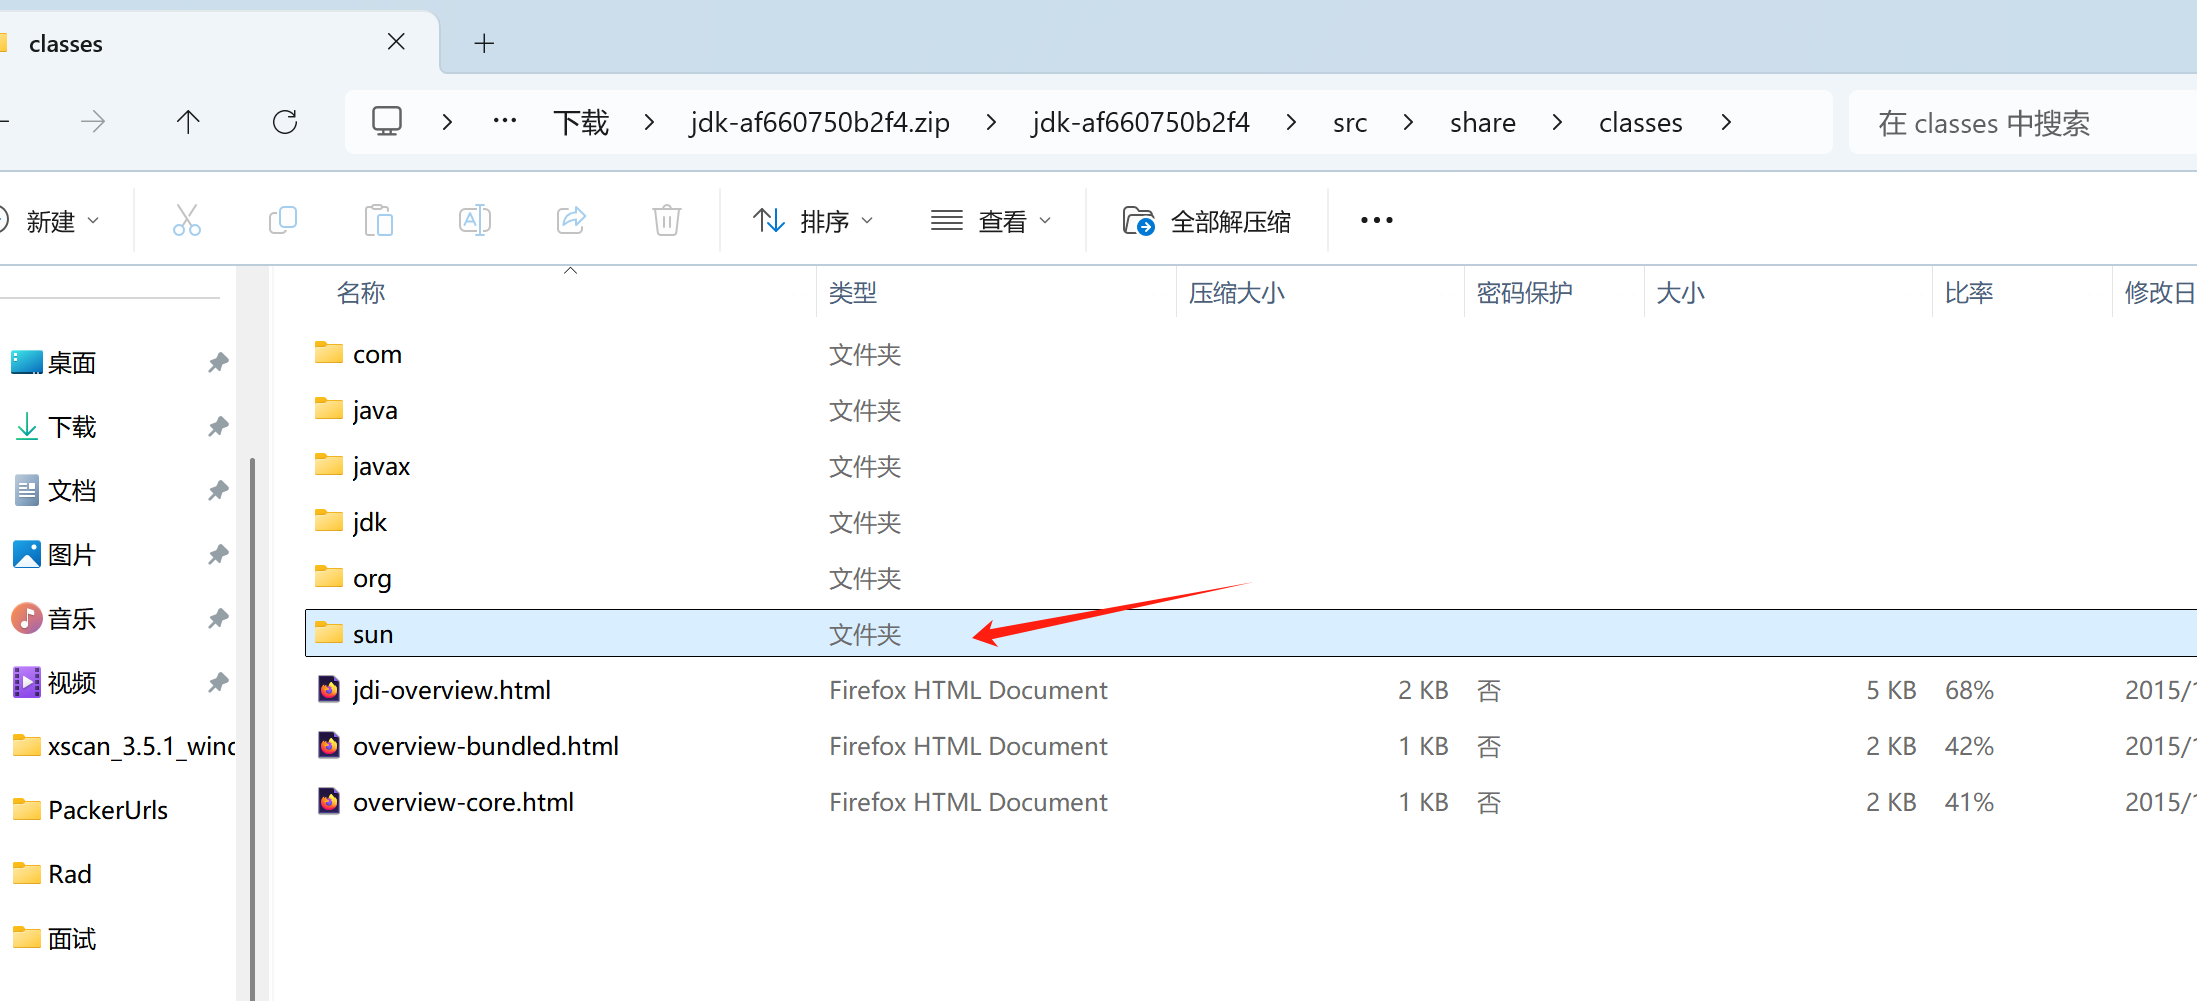 classes
… 下载 jdk-af660750b2f4.zip jdk-af660750b2f4 src share classes
在 classes 中搜索
新建 排序 查看 全部解压缩
名称 类型 压缩大小 密码保护 大小 比率 修改日
com 文件夹
java 文件夹
javax 文件夹
jdk 文件夹
org 文件夹
sun 文件夹
jdi-overview.html Firefox HTML Document 2 KB 否 5 KB 68% 2015/1
overview-bundled.html Firefox HTML Document 1 KB 否 2 KB 42% 2015/1
overview-core.html Firefox HTML Document 1 KB 否 2 KB 41% 2015/1
桌面
下载
文档
图片
音乐
视频
xscan_3.5.1_winc
PackerUrls
Rad
面试